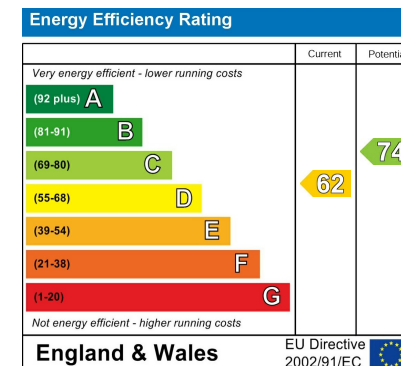 Energy Efficiency Rating
Current Potentia
Very energy efficient - lower running costs
(92 plus) A
(81-91) B
(69-80) C
74
(55-68) D
62
(39-54) E
(21-38) F
(1-20) G
Not energy efficient - higher running costs
England & Wales
EU Directive
2002/91/EC